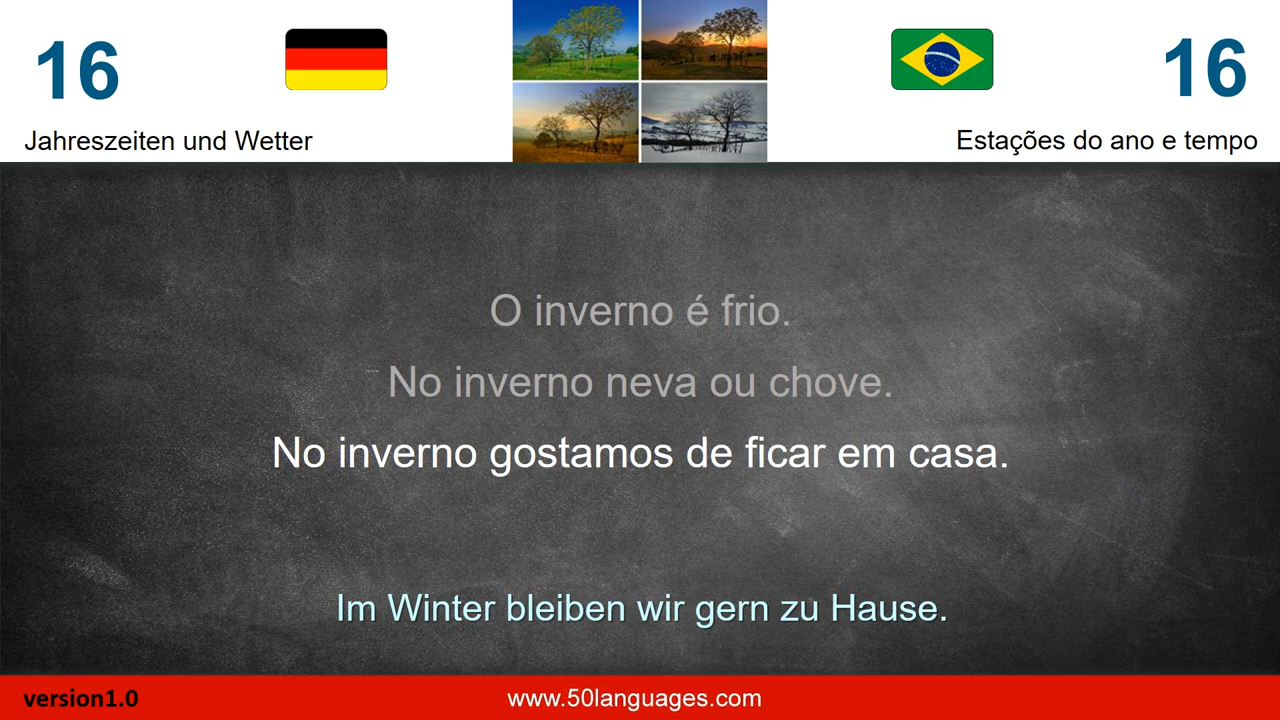 16
16
Jahreszeiten und Wetter
Estações do ano e tempo
O inverno é frio.
No inverno neva ou chove.
No inverno gostamos de ficar em casa.
Im Winter bleiben wir gern zu Hause.
version1.0
www.50languages.com